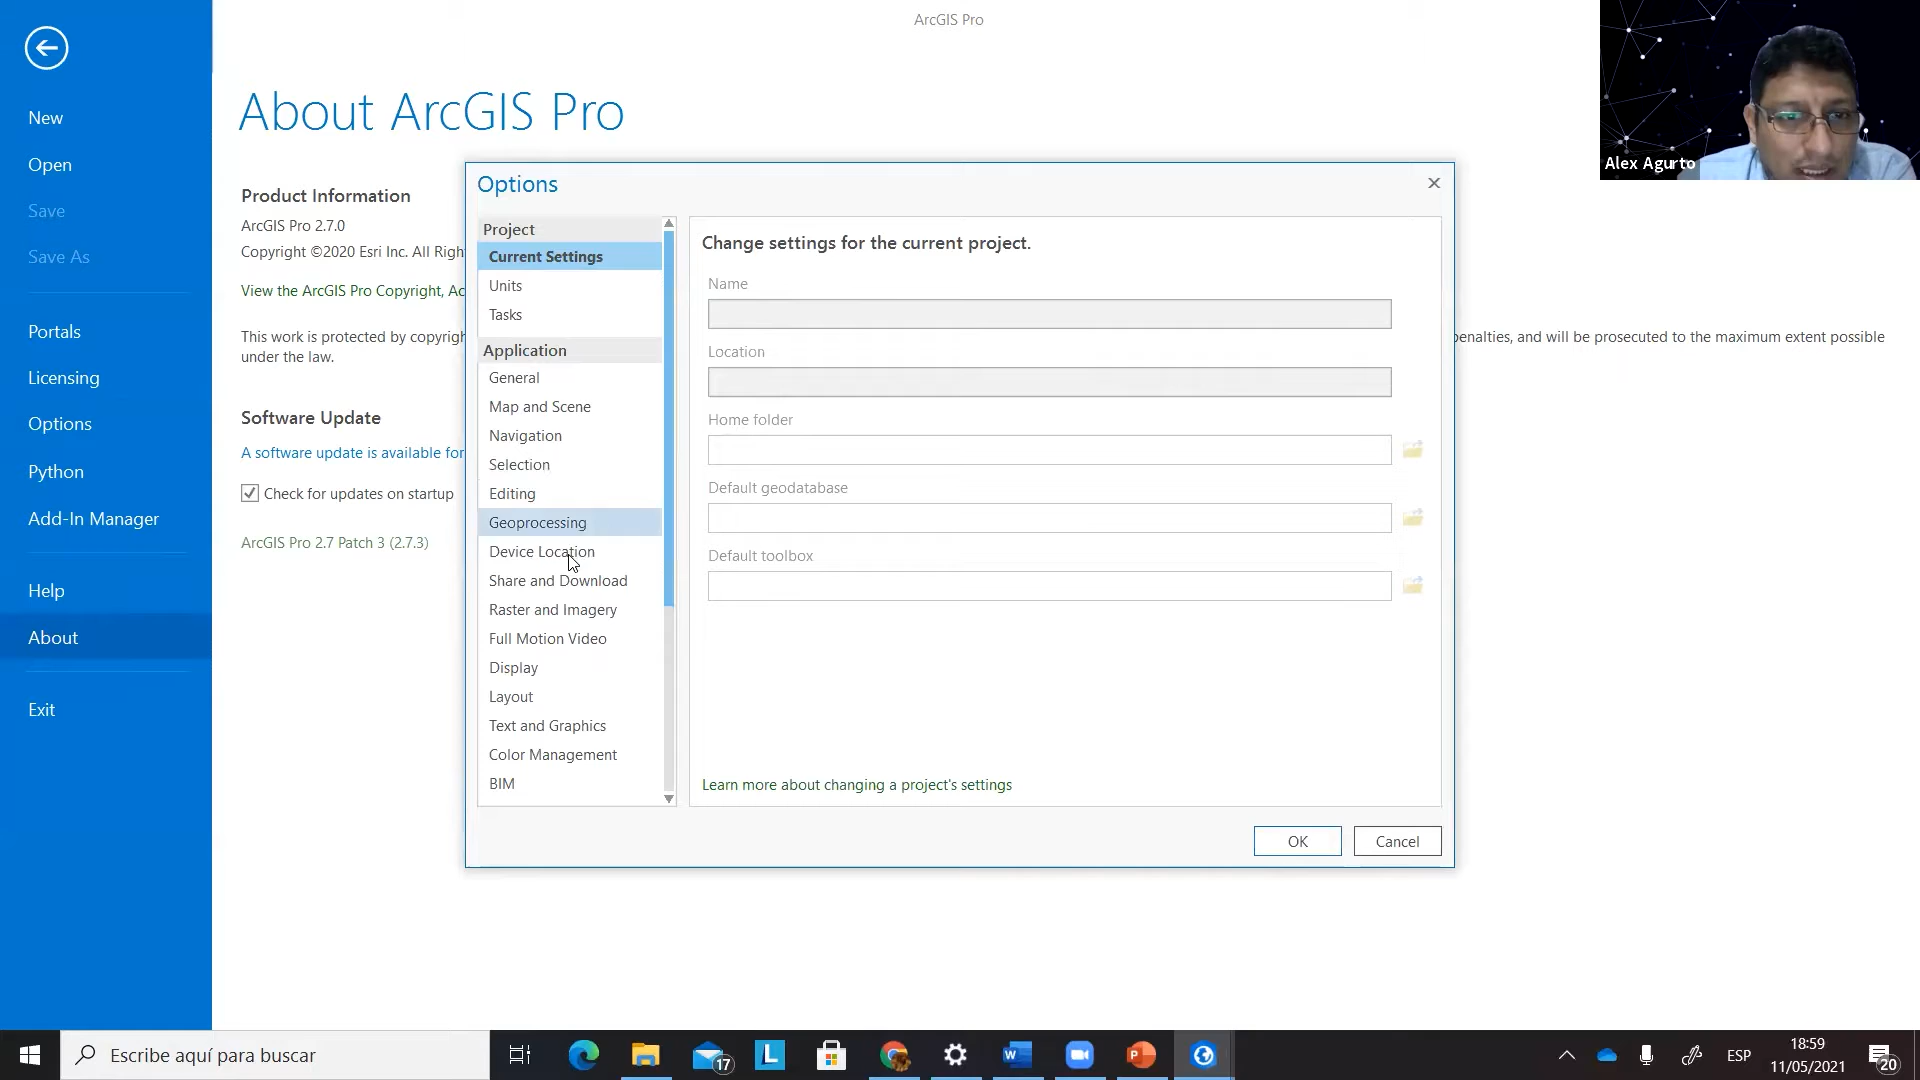 ArcGIS Pro
New
Open
Save
Save As
Portals
Licensing
Options
Python
Add-In Manager
Help
About
Exit
About ArcGIS Pro
Product Information
ArcGIS Pro 2.7.0
Copyright ©2020 Esri Inc. All Righ
View the ArcGIS Pro Copyright, Ac
This work is protected by copyrigh
penalties, and will be prosecuted to the maximum extent possible
under the law.
Software Update
A software update is available for
Check for updates on startup
ArcGIS Pro 2.7 Patch 3 (2.7.3)
Options
Project
Current Settings
Units
Tasks
Application
General
Map and Scene
Navigation
Selection
Editing
Geoprocessing
Device Location
Share and Download
Raster and Imagery
Full Motion Video
Display
Layout
Text and Graphics
Color Management
BIM
Change settings for the current project.
Name
Location
Home folder
Default geodatabase
Default toolbox
Learn more about changing a project's settings
OK
Cancel
Alex Agurto
Escribe aquí para buscar
17
L
W
P
ESP
18:59
11/05/2021
20